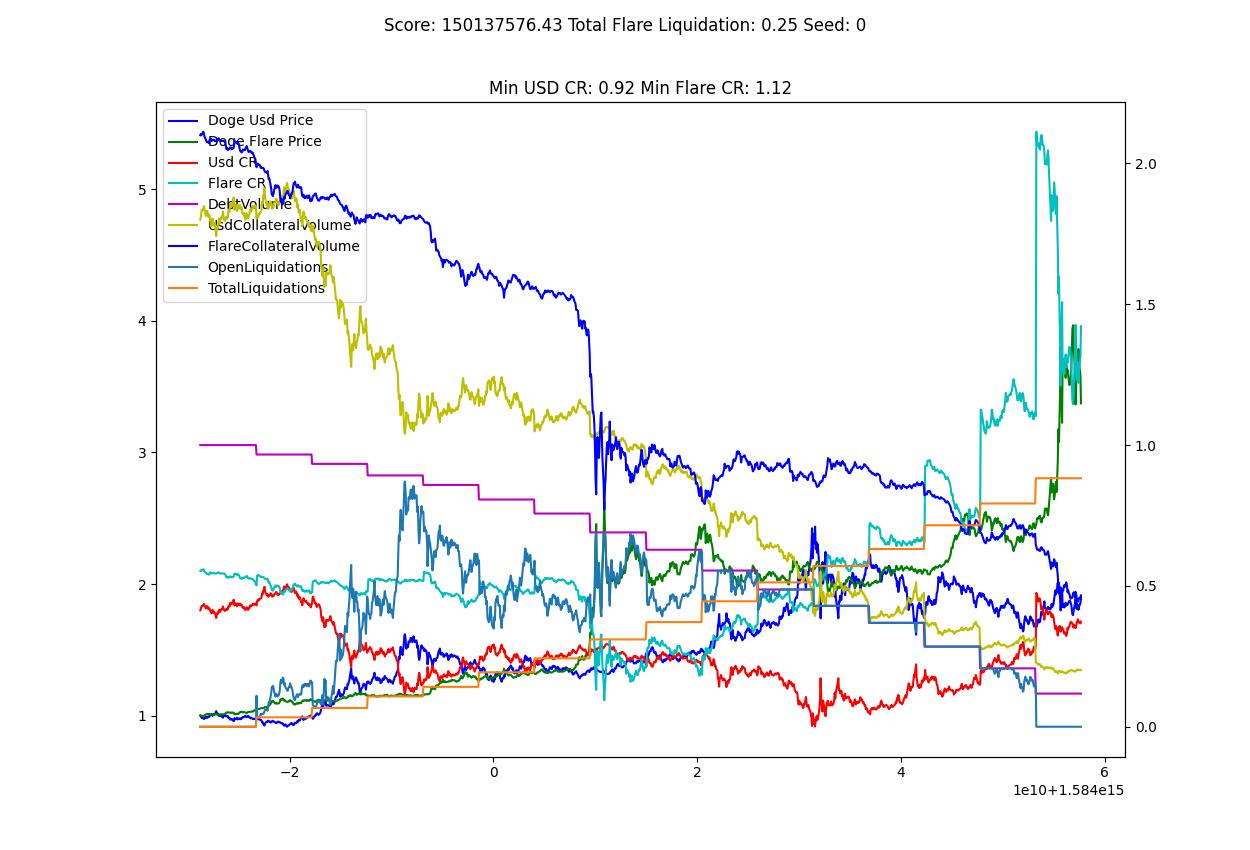 Score: 150137576.43 Total Flare Liquidation: 0.25 Seed: 0
Min USD CR: 0.92 Min Flare CR: 1.12
Doge Usd Price
Doge Flare Price
Usd CR
Flare CR
DebtVolume
UsdCollateralVolume
FlareCollateralVolume
OpenLiquidations
TotalLiquidations
5
4
3
2
1
2.0
1.5
1.0
0.5
0.0
−2
0
2
4
6
1e10+1.584e15